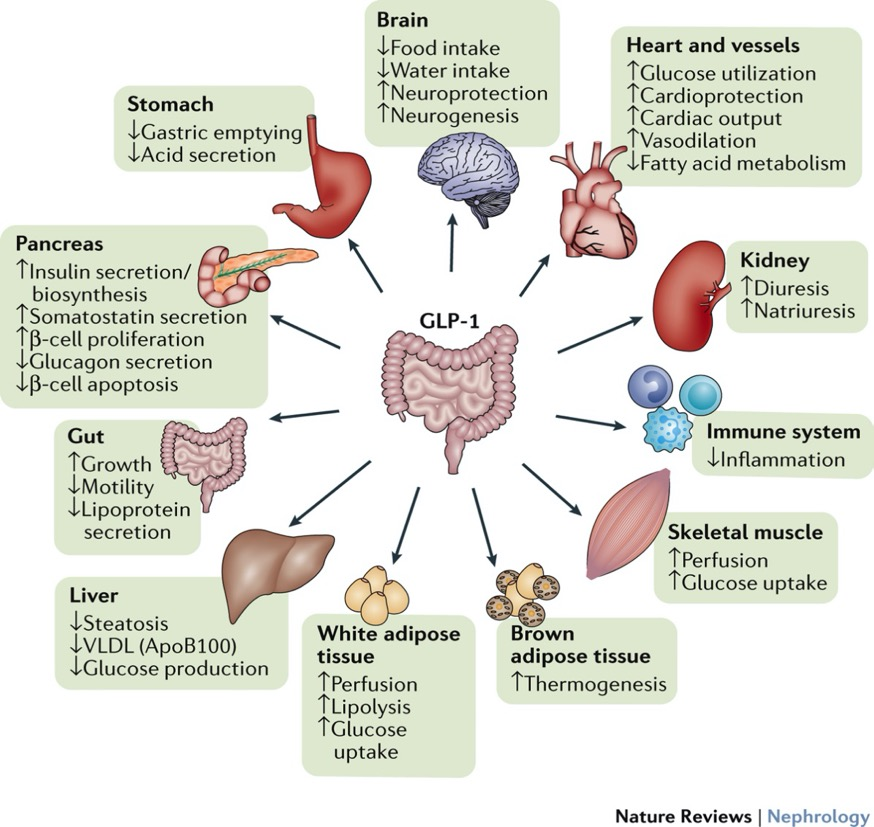 Brain
↓Food intake
↓Water intake
↑Neuroprotection
↑Neurogenesis
Heart and vessels
↑Glucose utilization
↑Cardioprotection
↑Cardiac output
↑Vasodilation
↓Fatty acid metabolism
Stomach
↓Gastric emptying
↓Acid secretion
Pancreas
↑Insulin secretion/
biosynthesis
↑Somatostatin secretion
↑β-cell proliferation
↓Glucagon secretion
↓β-cell apoptosis
Kidney
↑Diuresis
↑Natriuresis
GLP-1
Gut
↑Growth
↓Motility
↓Lipoprotein
secretion
Immune system
↓Inflammation
Skeletal muscle
↑Perfusion
↑Glucose uptake
Liver
↓Steatosis
↓VLDL (ApoB100)
↓Glucose production
White adipose
tissue
↑Perfusion
↑Lipolysis
↑Glucose
uptake
Brown
adipose tissue
↑Thermogenesis
Nature Reviews | Nephrology